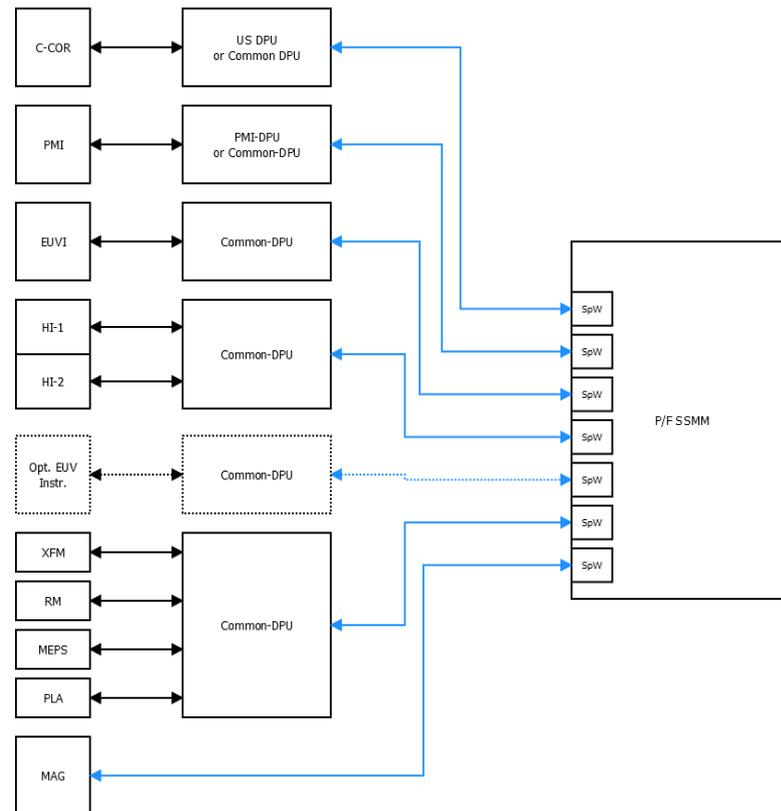 C-COR
US DPU
or Common DPU
PMI
PMI-DPU
or Common-DPU
EUVI
Common-DPU
HI-1
HI-2
Common-DPU
Opt. EUV
Instr.
Common-DPU
XFM
RM
MEPS
PLA
Common-DPU
MAG
SpW
SpW
SpW
SpW
SpW
SpW
SpW
P/F SSMM